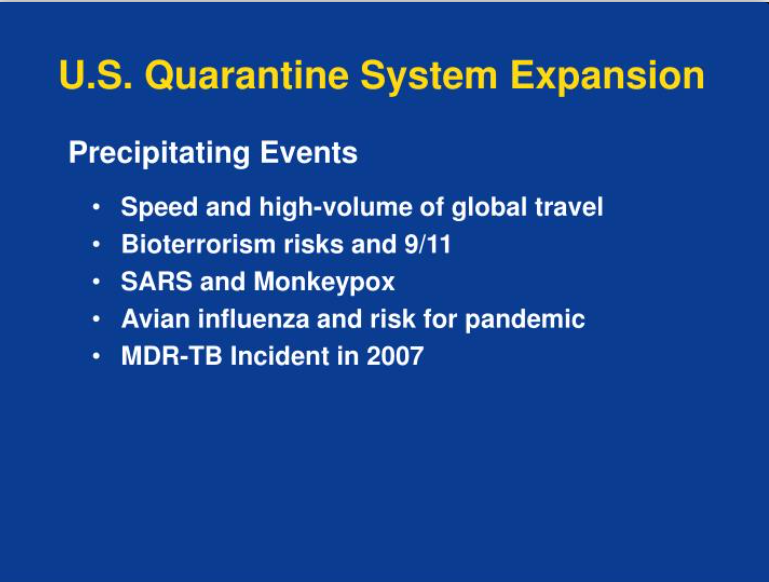 U.S. Quarantine System Expansion
Precipitating Events
• Speed and high-volume of global travel
• Bioterrorism risks and 9/11
• SARS and Monkeypox
• Avian influenza and risk for pandemic
• MDR-TB Incident in 2007